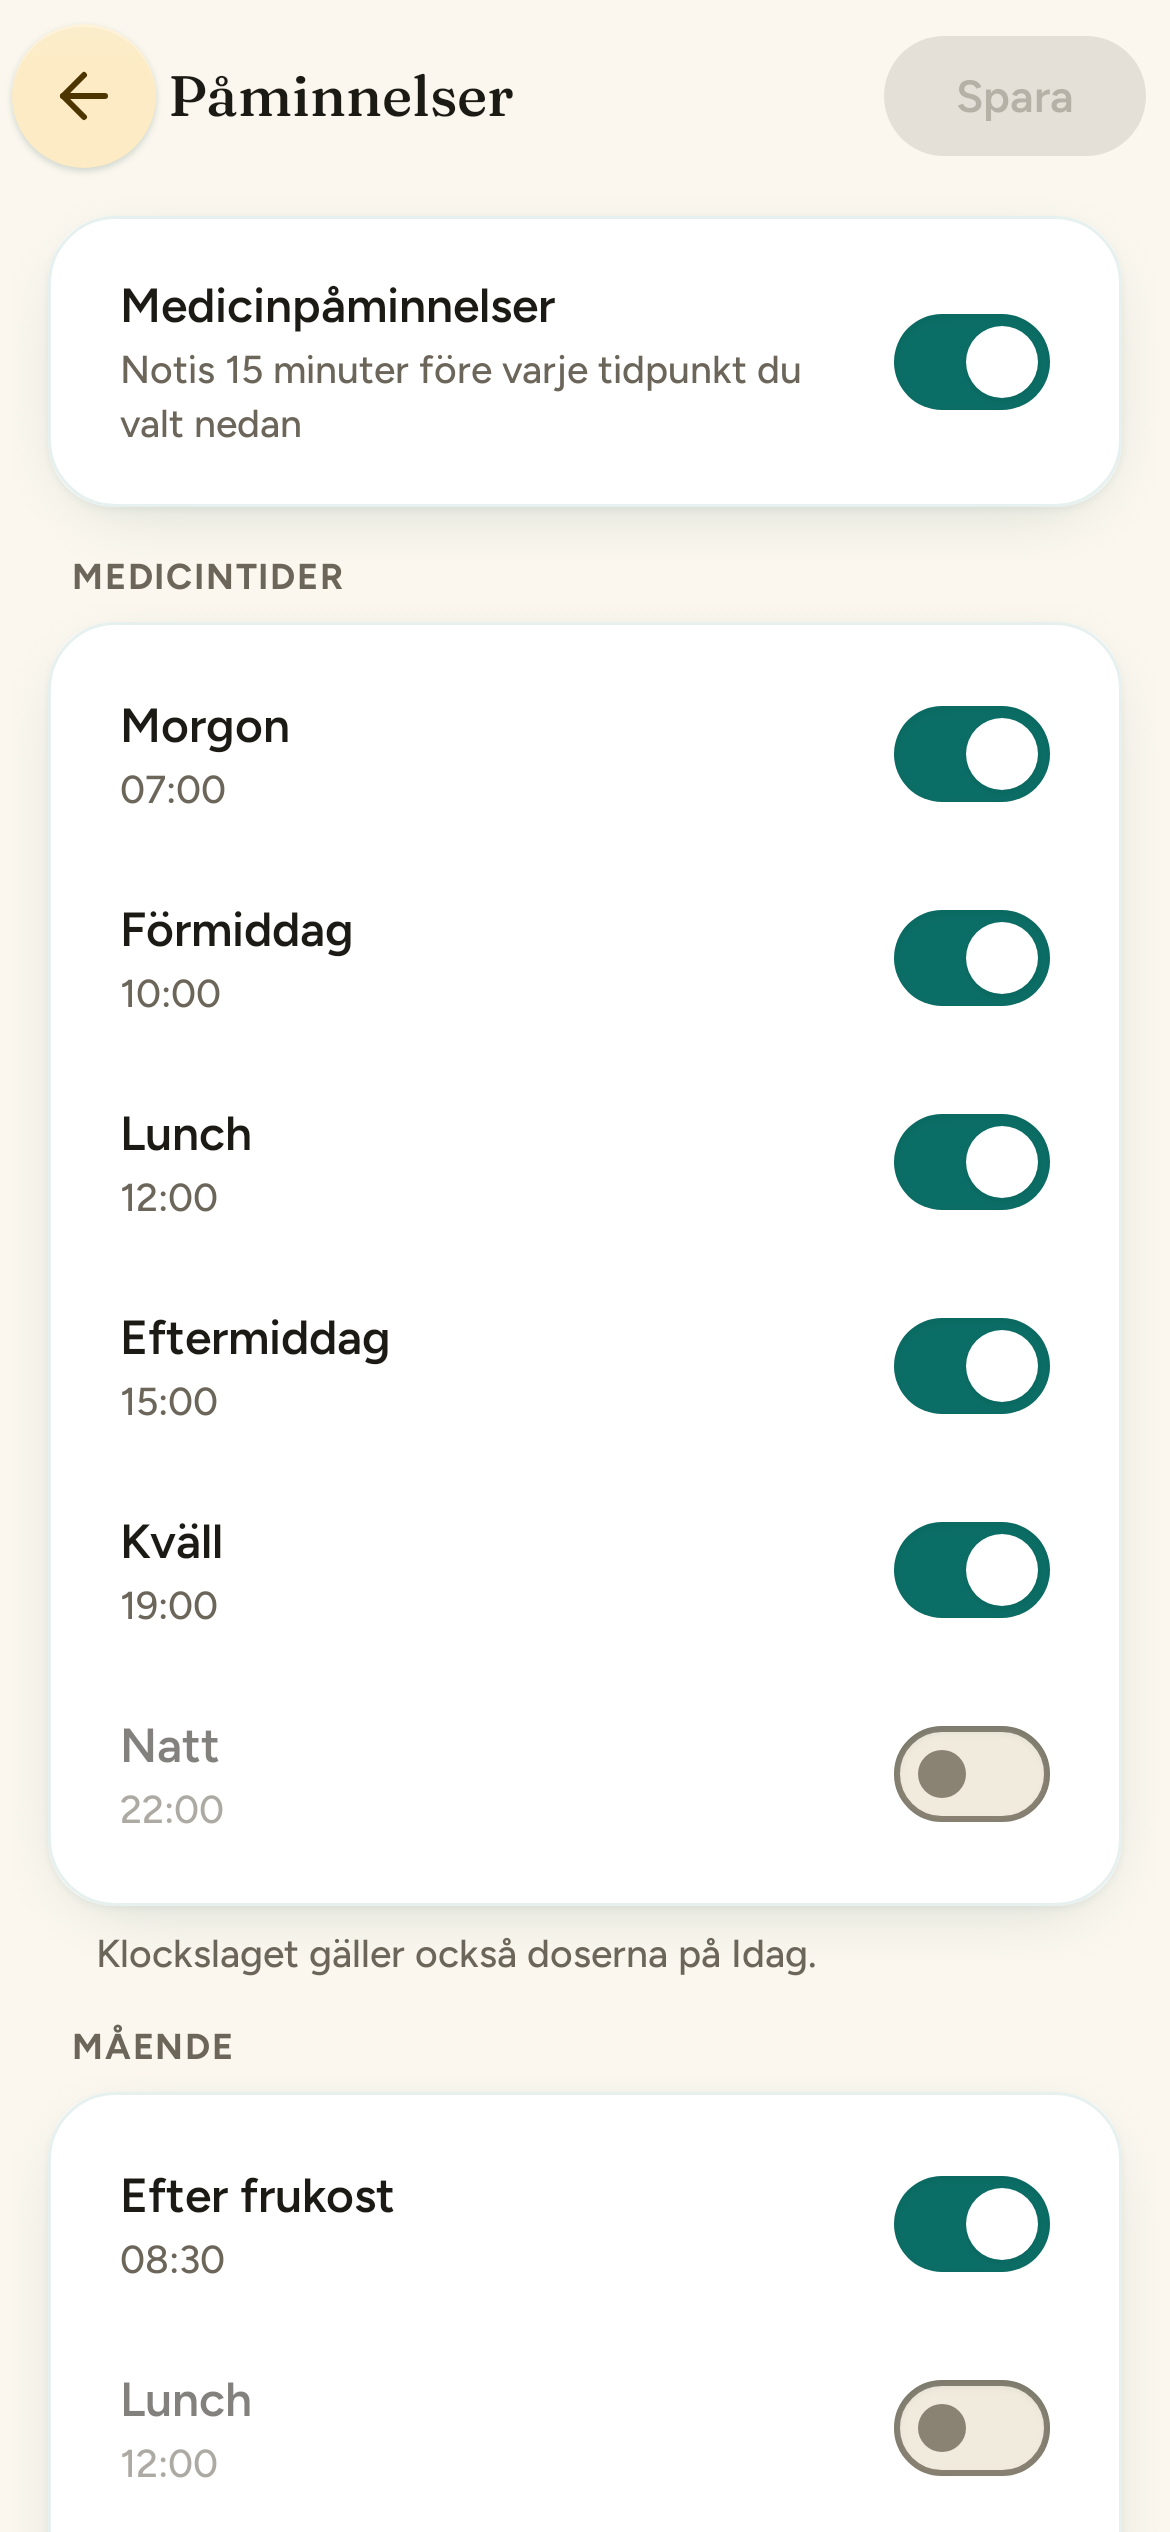 Påminnelser
Spara
Medicinpåminnelser
Notis 15 minuter före varje tidpunkt du
valt nedan
MEDICINTIDER
Morgon
07:00
Förmiddag
10:00
Lunch
12:00
Eftermiddag
15:00
Kväll
19:00
Natt
22:00
Klockslaget gäller också doserna på Idag.
MÅENDE
Efter frukost
08:30
Lunch
12:00